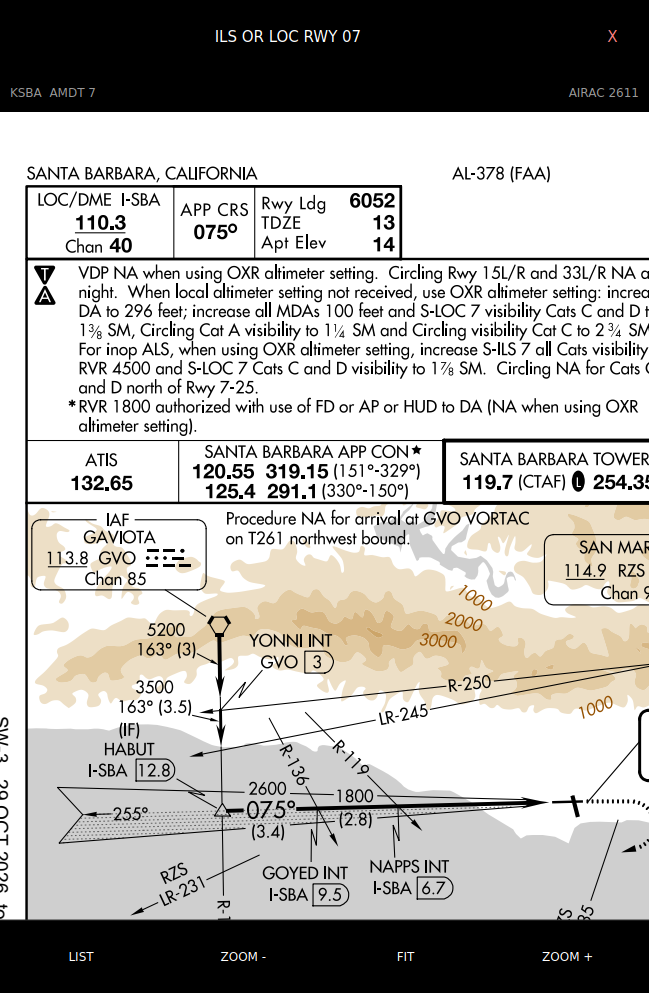 ILS OR LOC RWY 07
X
KSBA AMDT 7
AIRAC 2611
SANTA BARBARA, CALIFORNIA
AL-378 (FAA)
LOC/DME I-SBA
110.3
Chan 40
APP CRS
075°
Rwy Ldg 6052
TDZE 13
Apt Elev 14
T
A
VDP NA when using OXR altimeter setting. Circling Rwy 15L/R and 33L/R NA a
night. When local altimeter setting not received, use OXR altimeter setting: increa
DA to 296 feet; increase all MDAs 100 feet and S-LOC 7 visibility Cats C and D t
1⅜ SM, Circling Cat A visibility to 1¼ SM and Circling visibility Cat C to 2¾ SM
For inop ALS, when using OXR altimeter setting, increase S-ILS 7 all Cats visibility
RVR 4500 and S-LOC 7 Cats C and D visibility to 1⅞ SM. Circling NA for Cats
and D north of Rwy 7-25.
*RVR 1800 authorized with use of FD or AP or HUD to DA (NA when using OXR
altimeter setting).
ATIS
132.65
SANTA BARBARA APP CON★
120.55 319.15 (151°-329°)
125.4 291.1 (330°-150°)
SANTA BARBARA TOWER
119.7 (CTAF) L 254.35
IAF
GAVIOTA
113.8 GVO
Chan 85
Procedure NA for arrival at GVO VORTAC
on T261 northwest bound.
SAN MAR
114.9 RZS
Chan 9
1000
2000
3000
5200
163° (3)
YONNI INT
GVO 3
3500
163° (3.5)
R-250
LR-245
1000
(IF)
HABUT
I-SBA 12.8
R-136
R-119
2600
1800
255°
075°
(3.4)
(2.8)
RZS
LR-231
GOYED INT
I-SBA 9.5
NAPPS INT
I-SBA 6.7
R-1
SW-3, 29 OCT 2026 to
LIST
ZOOM -
FIT
ZOOM +